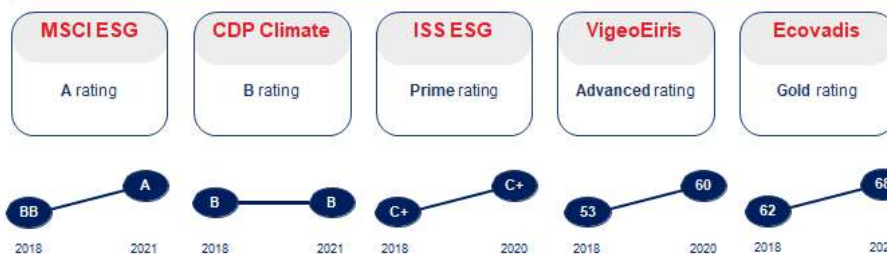 MSCI ESG
A rating
BB
A
2018
2021
CDP Climate
B rating
B
B
2018
2021
ISS ESG
Prime rating
C+
C+
2018
2020
VigeoEiris
Advanced rating
53
60
2018
2020
Ecovadis
Gold rating
62
68
2018